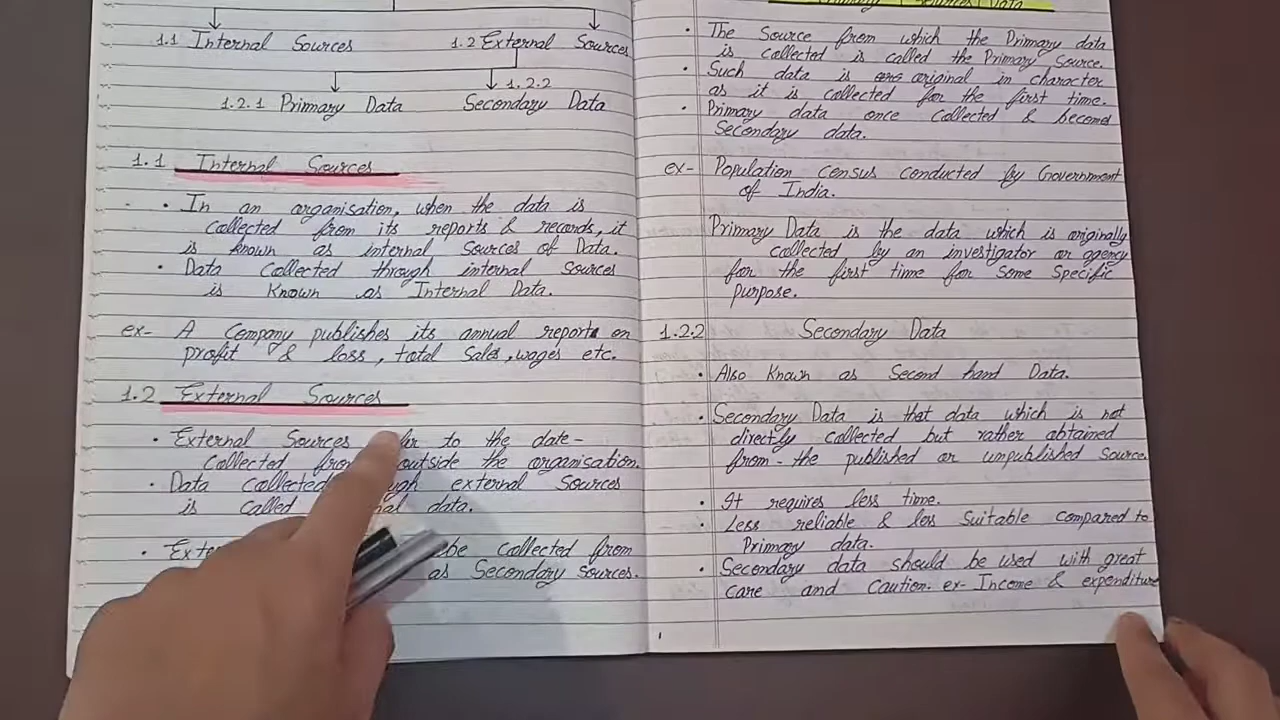 1.1 Internal Sources
1.2 External Sources
1.2.1 Primary Data
1.2.2
Secondary Data
1.1 Internal Sources
• In an organisation, when the data is
collected from its reports & records, it
is known as internal Sources of Data.
• Data collected through internal sources
is known as Internal Data.
ex- A Company publishes its annual reports on
profit & loss, total sales, wages etc.
1.2 External Sources
• External Sources to the date-
collected outside the organisation.
• Data collected external sources
is called data.
• be collected from
as Secondary sources.
Data
• The Source from which the Primary data
is collected is called the Primary Source.
• Such data is original in character
as it is collected for the first time.
• Primary data once collected & become
Secondary data.
ex- Population census conducted by Government
of India.
Primary Data is the data which is originally
collected by an investigator or agency
for the first time for some specific
purpose.
1.2.2 Secondary Data
• Also known as Second hand Data.
• Secondary Data is that data which is not
directly collected but rather obtained
from- the published or unpublished source.
• It requires less time.
• Less reliable & less suitable compared to
Primary data.
• Secondary data should be used with great
care and caution. ex- Income & expenditure